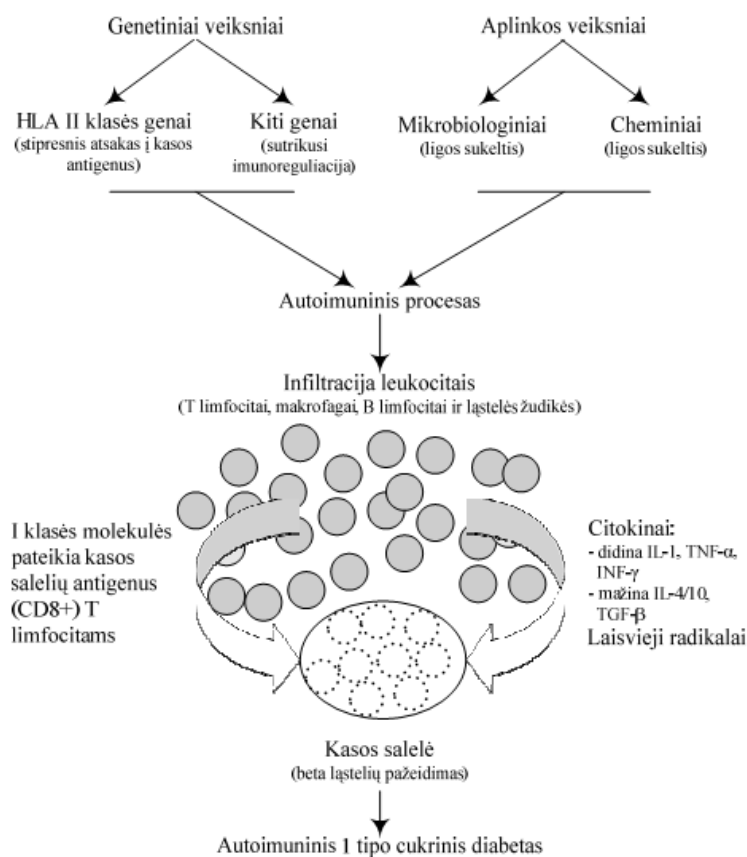 Genetiniai veiksniai
Aplinkos veiksniai
HLA II klasės genai
(stipresnis atsakas į kasos
antigenus)
Kiti genai
(sutrikusi
imunoreguliacija)
Mikrobiologiniai
(ligos sukeltis)
Cheminiai
(ligos sukeltis)
Autoimuninis procesas
Infiltracija leukocitais
(T limfocitai, makrofagai, B limfocitai ir ląstelės žudikės)
I klasės molekulės
pateikia kasos
salelių antigenus
(CD8+) T
limfocitams
Citokinai:
- didina IL-1, TNF-α,
INF-γ
- mažina IL-4/10,
TGF-β
Laisvieji radikalai
Kasos salelė
(beta ląstelių pažeidimas)
Autoimuninis 1 tipo cukrinis diabetas